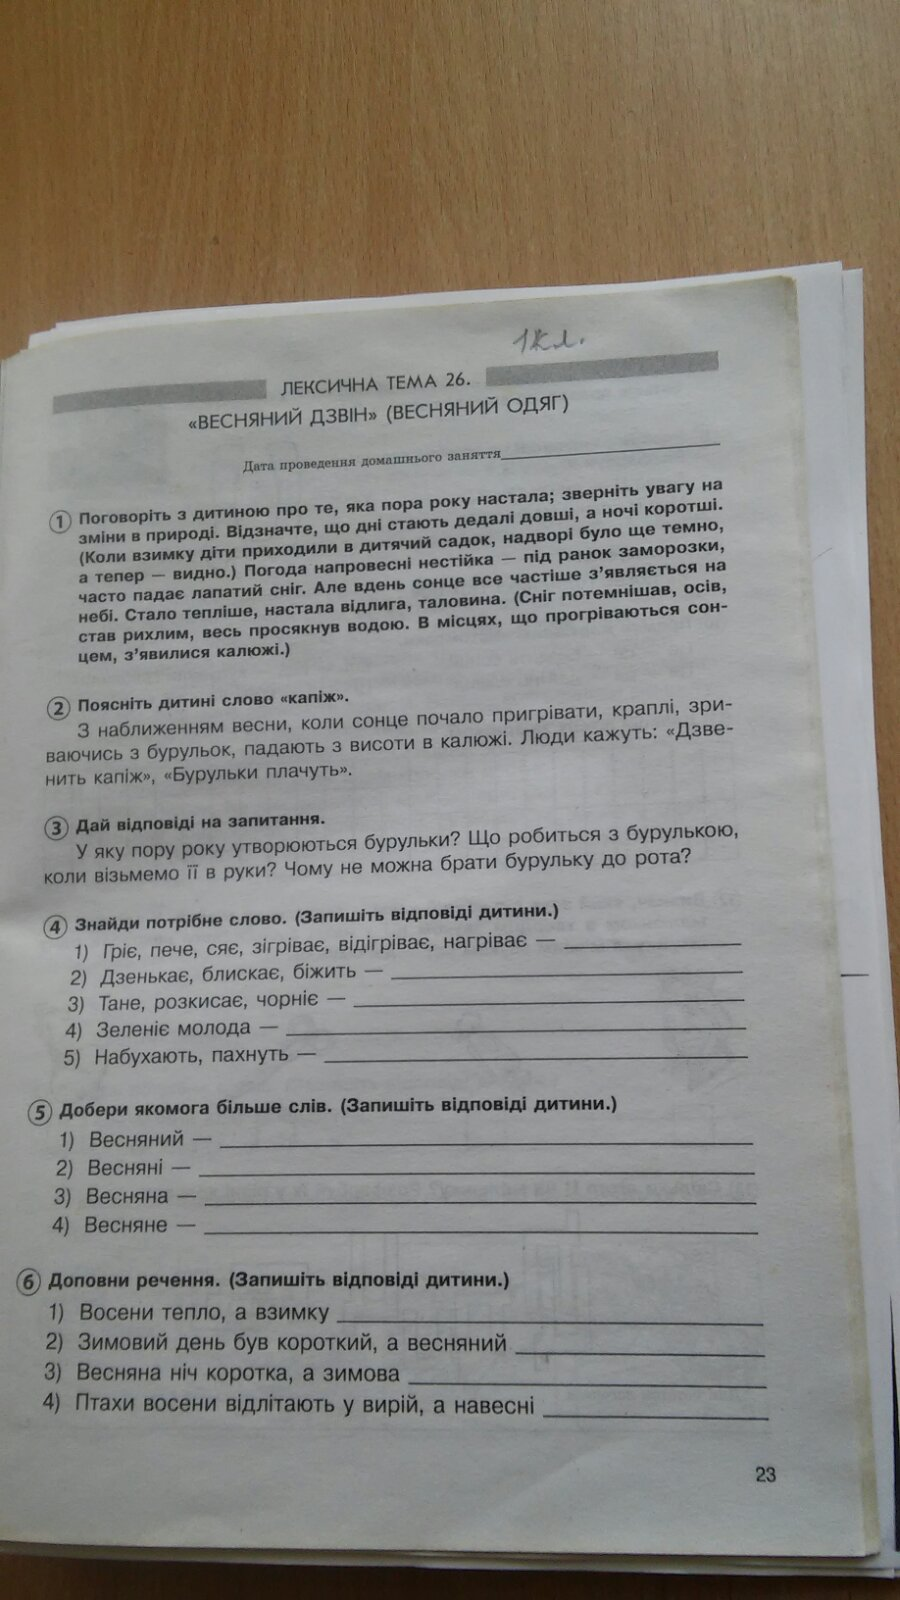 1 кл.
ЛЕКСИЧНА ТЕМА 26.
«ВЕСНЯНИЙ ДЗВІН» (ВЕСНЯНИЙ ОДЯГ)
Дата проведення домашнього заняття
1 Поговоріть з дитиною про те, яка пора року настала; зверніть увагу на
зміни в природі. Відзначте, що дні стають дедалі довші, а ночі коротші.
(Коли взимку діти приходили в дитячий садок, надворі було ще темно,
а тепер — видно.) Погода напровесні нестійка — під ранок заморозки,
часто падає лапатий сніг. Але вдень сонце все частіше з’являється на
небі. Стало тепліше, настала відлига, таловина. (Сніг потемнішав, осів,
став рихлим, весь просякнув водою. В місцях, що прогріваються сон-
цем, з’явилися калюжі.)
2 Поясніть дитині слово «капіж».
З наближенням весни, коли сонце почало пригрівати, краплі, зри-
ваючись з бурульок, падають з висоти в калюжі. Люди кажуть: «Дзве-
нить капіж», «Бурульки плачуть».
3 Дай відповіді на запитання.
У яку пору року утворюються бурульки? Що робиться з бурулькою,
коли візьмемо її в руки? Чому не можна брати бурульку до рота?
4 Знайди потрібне слово. (Запишіть відповіді дитини.)
1) Гріє, пече, сяє, зігріває, відігріває, нагріває —
2) Дзенькає, блискає, біжить —
3) Тане, розкисає, чорніє —
4) Зеленіє молода —
5) Набухають, пахнуть —
5 Добери якомога більше слів. (Запишіть відповіді дитини.)
1) Весняний —
2) Весняні —
3) Весняна —
4) Весняне —
6 Доповни речення. (Запишіть відповіді дитини.)
1) Восени тепло, а взимку
2) Зимовий день був короткий, а весняний
3) Весняна ніч коротка, а зимова
4) Птахи восени відлітають у вирій, а навесні
23